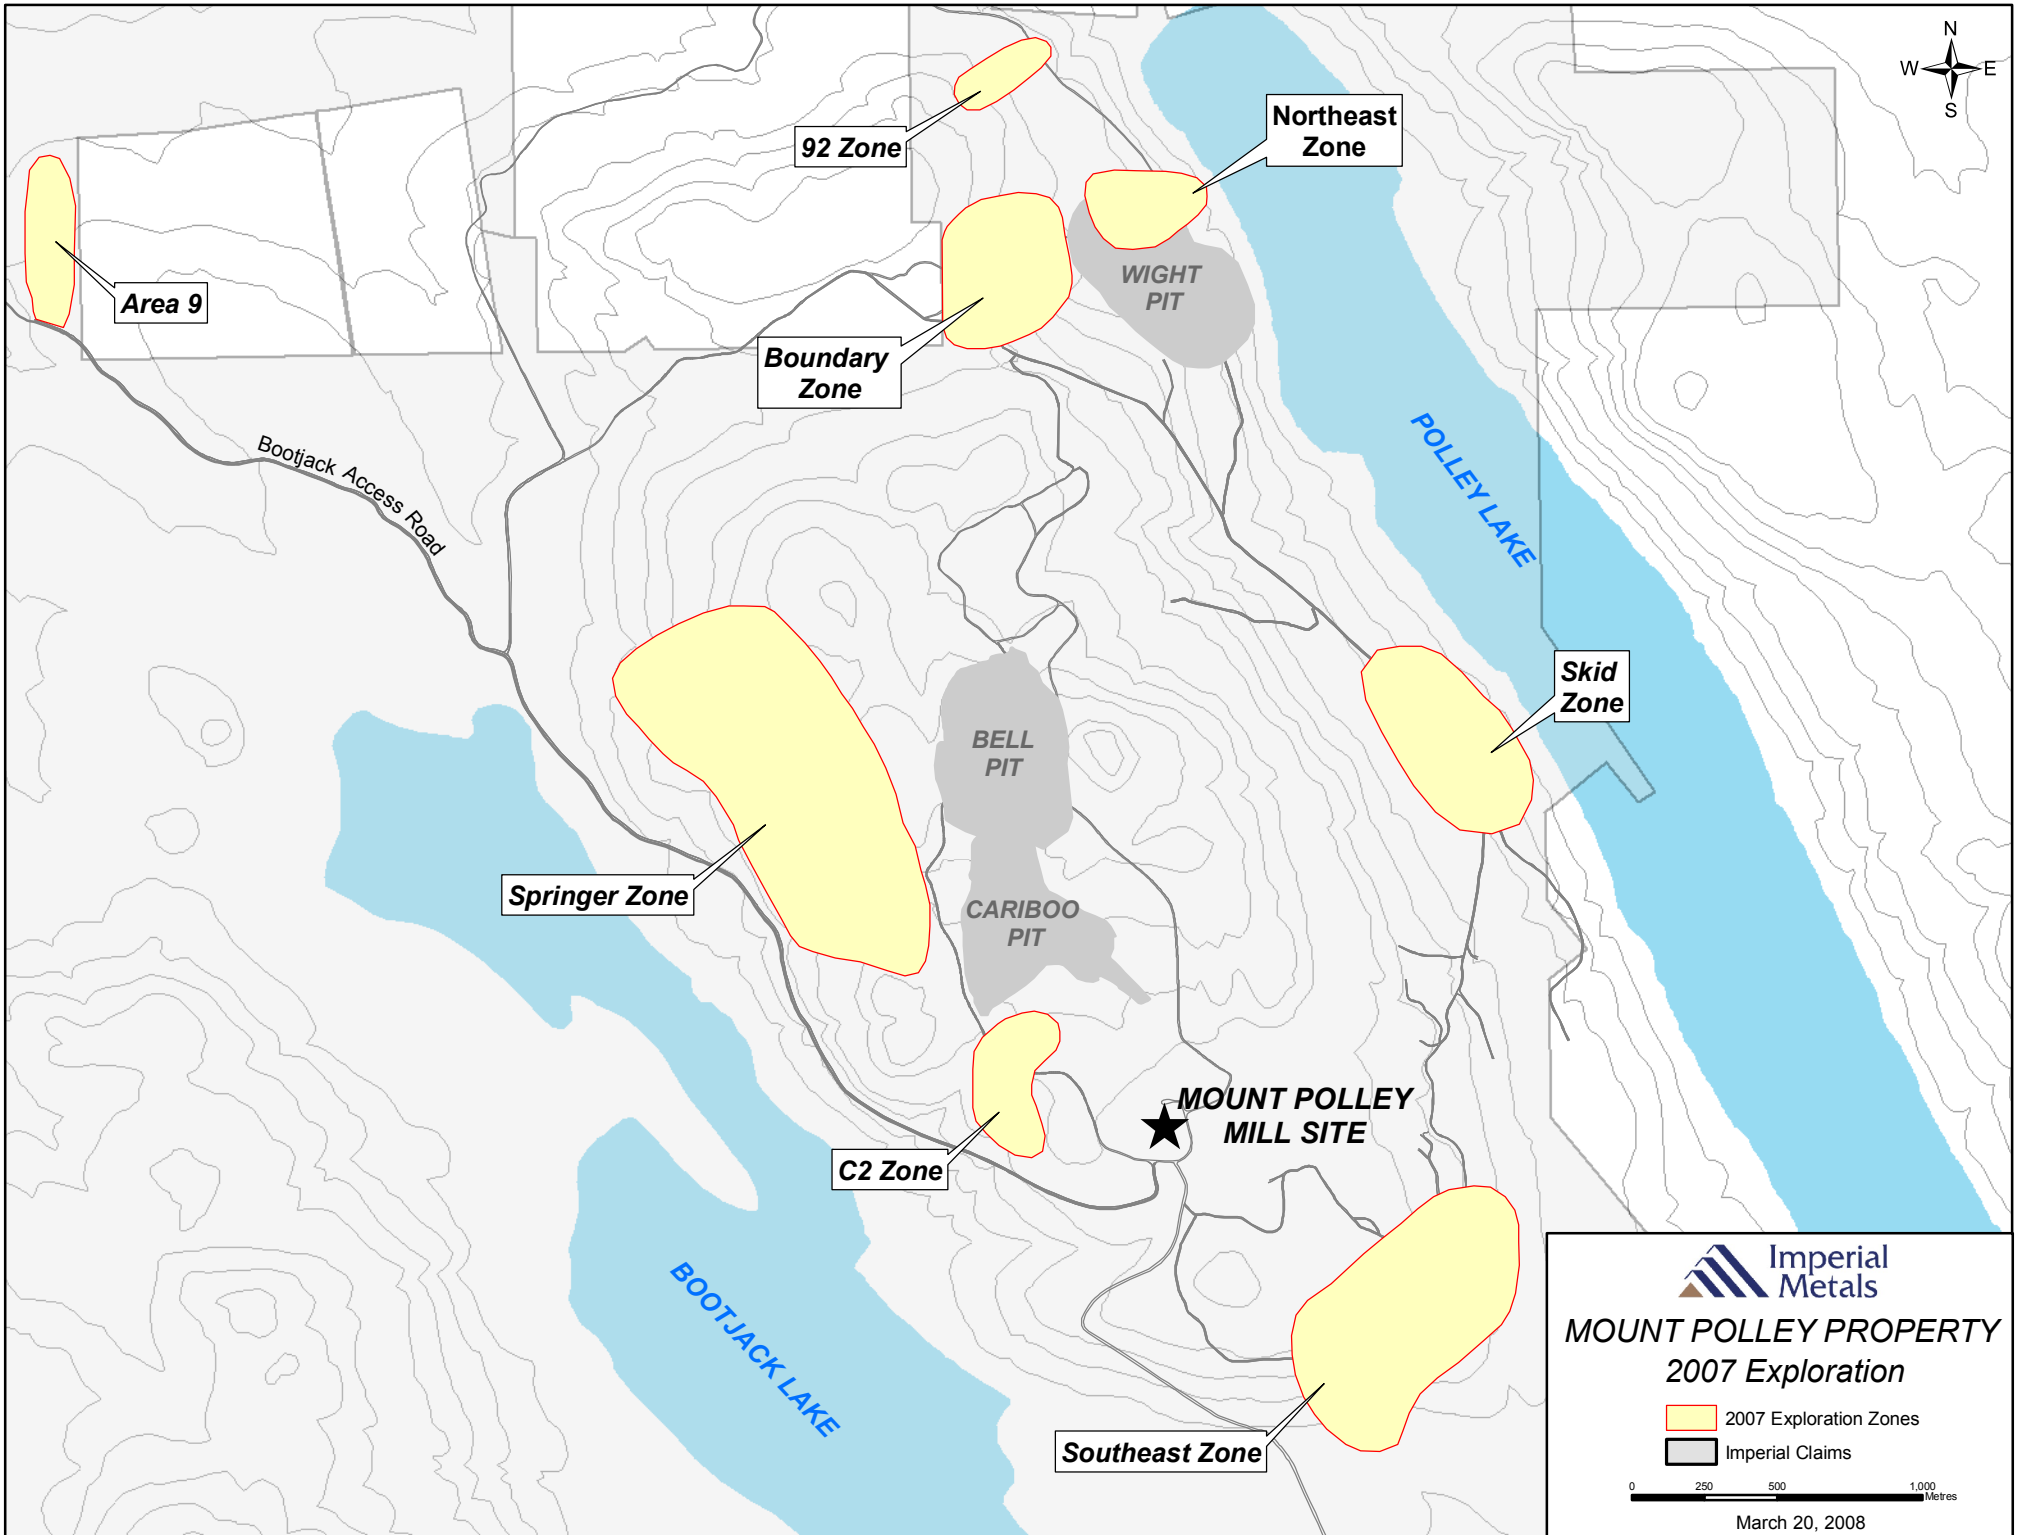 N
W E
S
92 Zone
Northeast
Zone
WIGHT
PIT
Area 9
Boundary
Zone
Bootjack Access Road
POLLEY LAKE
Skid
Zone
BELL
PIT
Springer Zone
CARIBOO
PIT
MOUNT POLLEY
MILL SITE
C2 Zone
BOOTJACK LAKE
Southeast Zone
Imperial
Metals
MOUNT POLLEY PROPERTY
2007 Exploration
2007 Exploration Zones
Imperial Claims
0 250 500 1,000
Metres
March 20, 2008